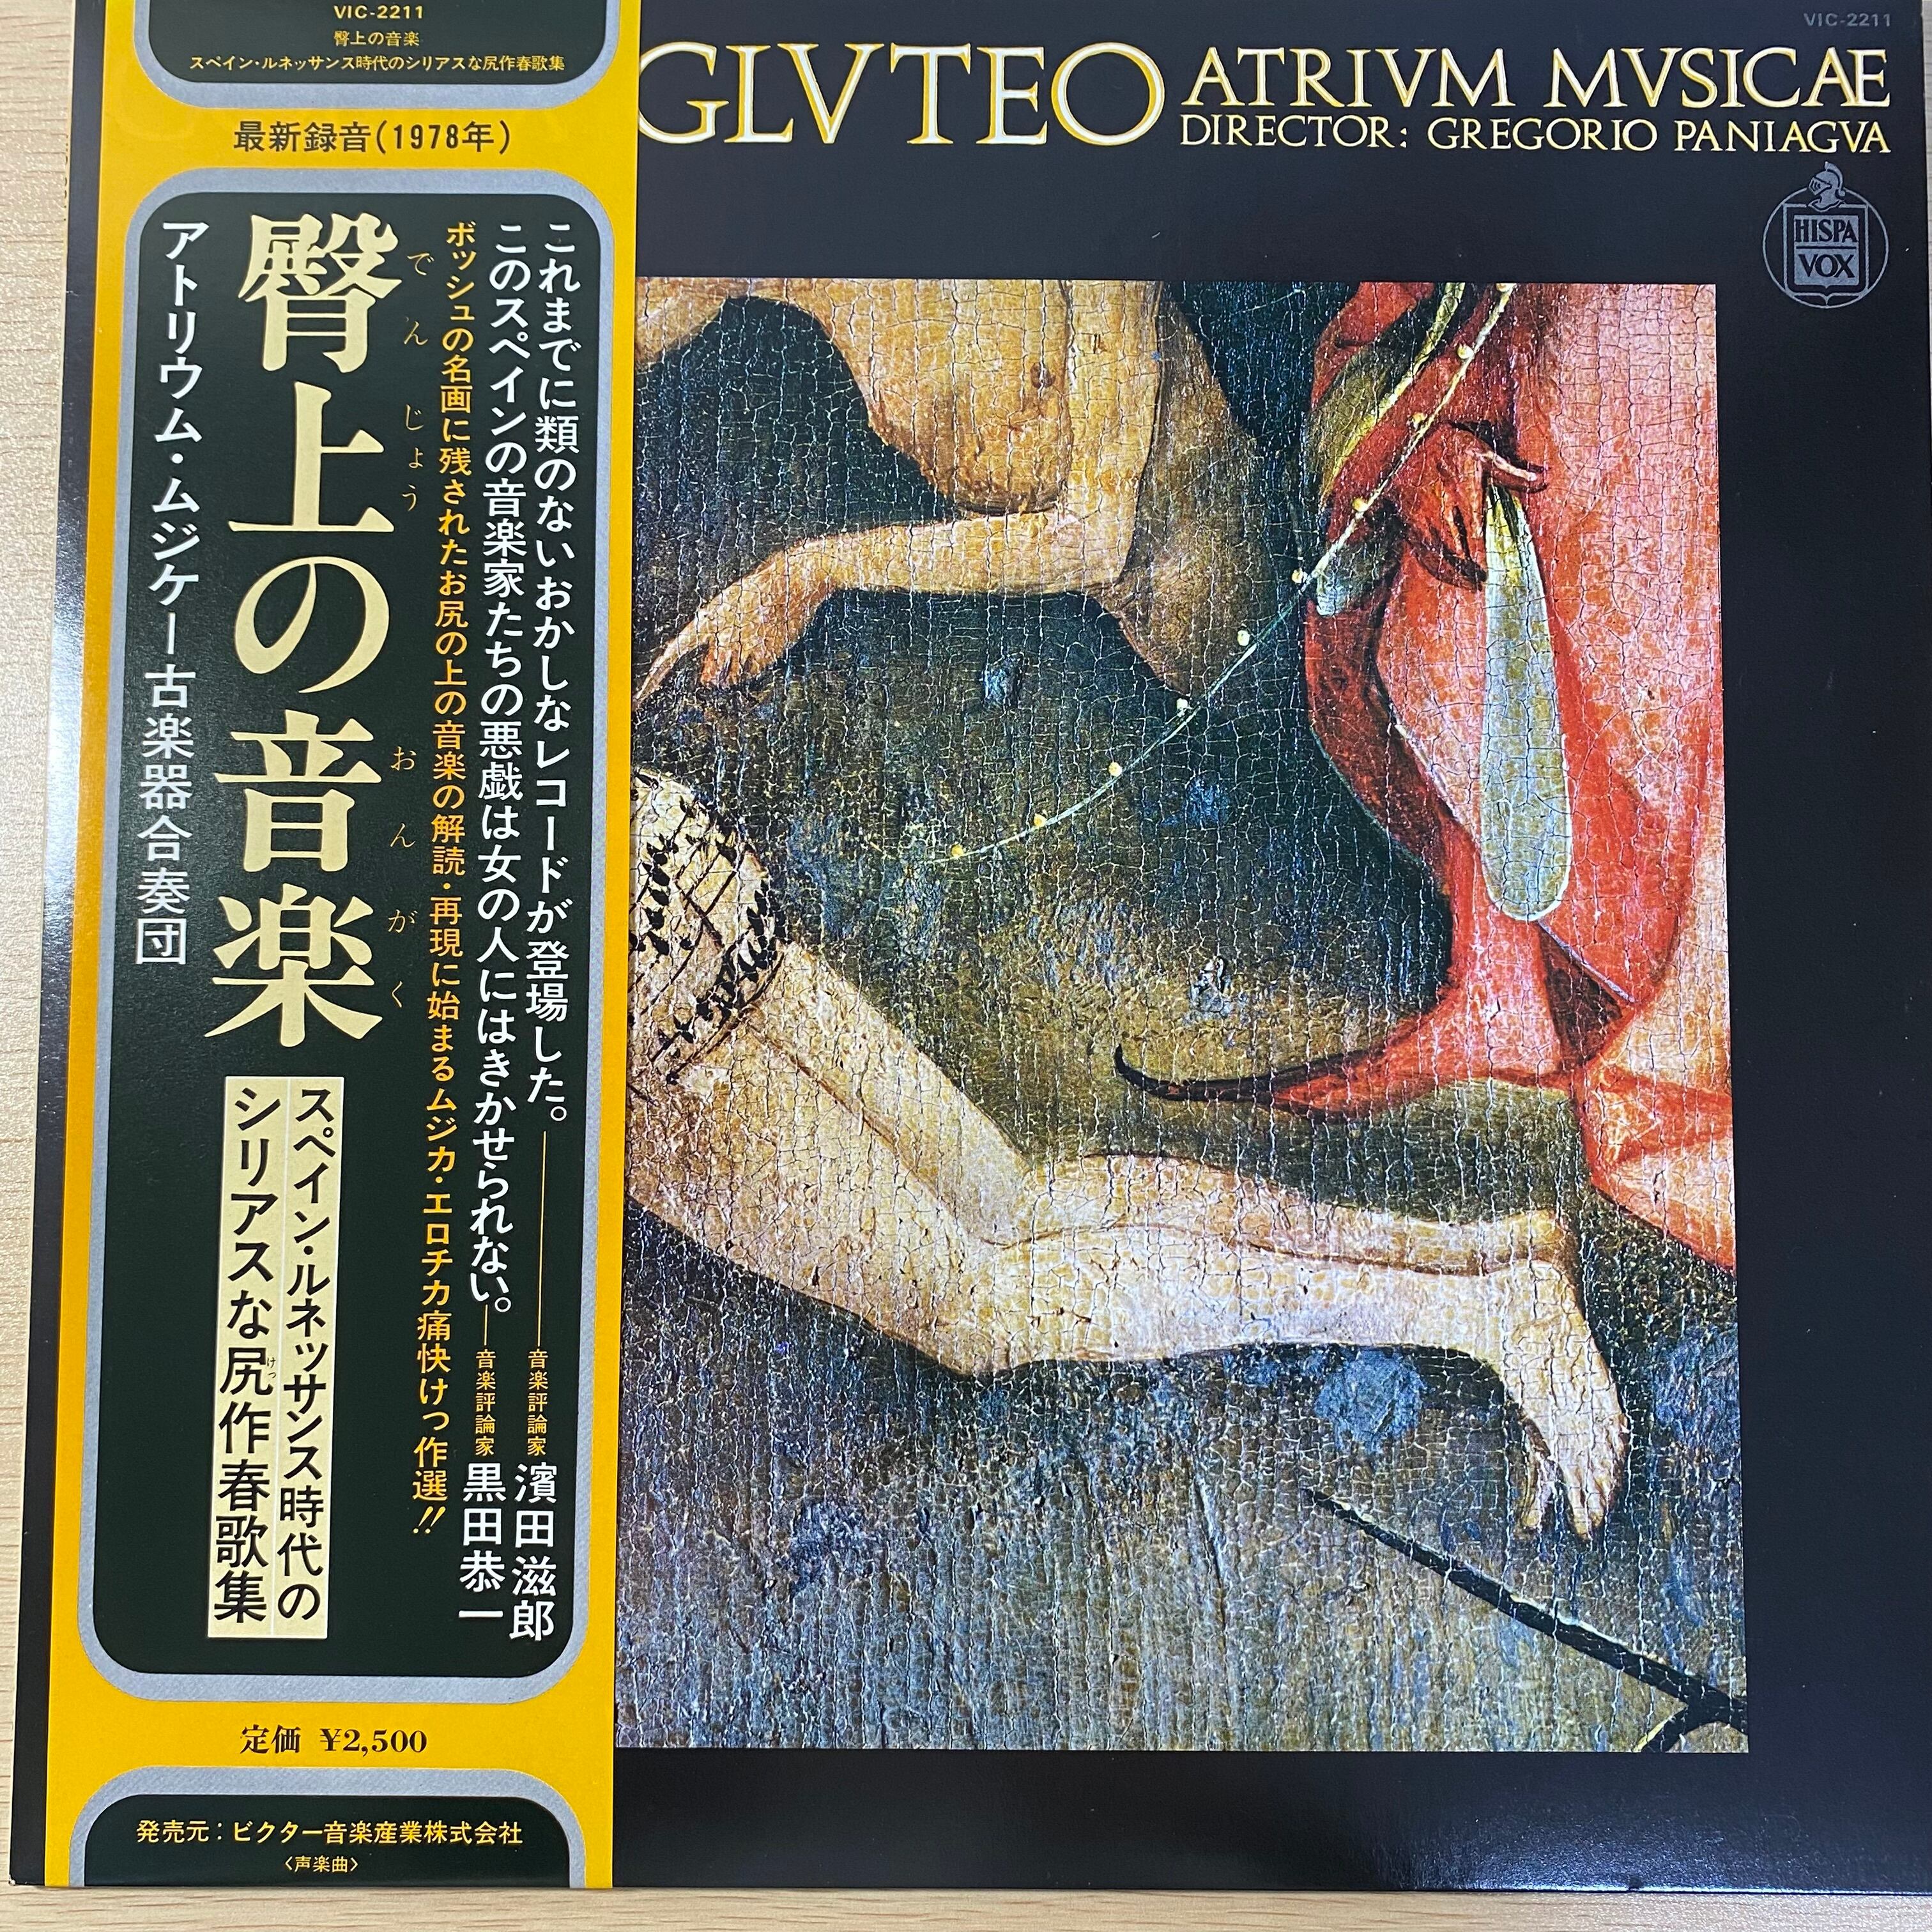 VIC-2211
臀上の音楽
スペイン・ルネッサンス時代のシリアスな尻作春歌集
最新録音(1978年)
これまでに類のないおかしなレコードが登場した。——音楽評論家 濱田滋郎
このスペインの音楽家たちの悪戯は女の人にはきかせられない。—音楽評論家 黒田恭一
ボッシュの名画に残されたお尻の上の音楽の解読・再現に始まるムジカ・エロチカ痛快けっ作選!!
でんじょう おんがく
臀上の音楽
スペイン・ルネッサンス時代の
けっ
シリアスな尻作春歌集
アトリウム・ムジケー古楽器合奏団
定価 ¥2,500
発売元:ビクター音楽産業株式会社
〈声楽曲〉
VIC-2211
GLVTEO
ATRIVM MVSICAE
DIRECTOR: GREGORIO PANIAGVA
HISPA
VOX